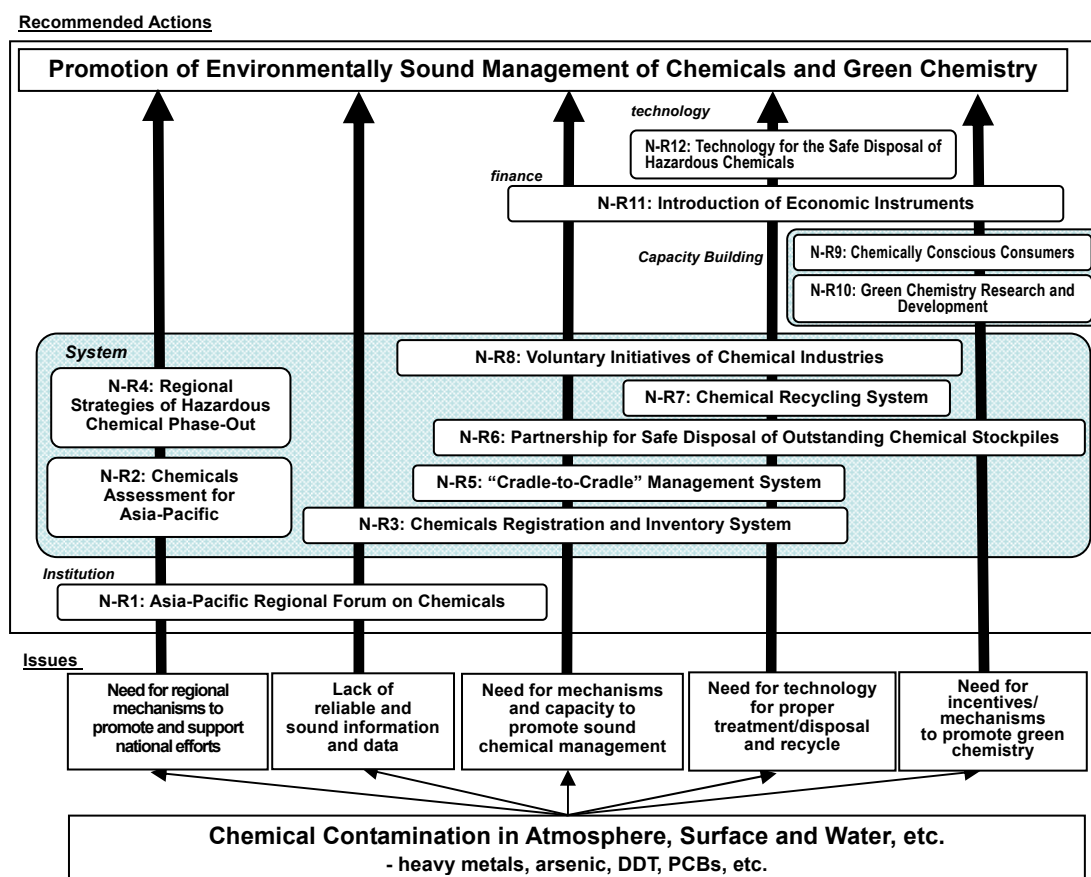 Recommended Actions
Promotion of Environmentally Sound Management of Chemicals and Green Chemistry
technology
N-R12: Technology for the Safe Disposal of
Hazardous Chemicals
finance
N-R11: Introduction of Economic Instruments
Capacity Building
N-R9: Chemically Conscious Consumers
N-R10: Green Chemistry Research and
Development
System
N-R8: Voluntary Initiatives of Chemical Industries
N-R4: Regional
Strategies of Hazardous
Chemical Phase-Out
N-R7: Chemical Recycling System
N-R6: Partnership for Safe Disposal of Outstanding Chemical Stockpiles
N-R2: Chemicals
Assessment for
Asia-Pacific
N-R5: “Cradle-to-Cradle” Management System
N-R3: Chemicals Registration and Inventory System
Institution
N-R1: Asia-Pacific Regional Forum on Chemicals
Issues
Need for regional
mechanisms to
promote and support
national efforts
Lack of
reliable and
sound information
and data
Need for mechanisms
and capacity to
promote sound
chemical management
Need for technology
for proper
treatment/disposal
and recycle
Need for
incentives/
mechanisms
to promote green
chemistry
Chemical Contamination in Atmosphere, Surface and Water, etc.
- heavy metals, arsenic, DDT, PCBs, etc.